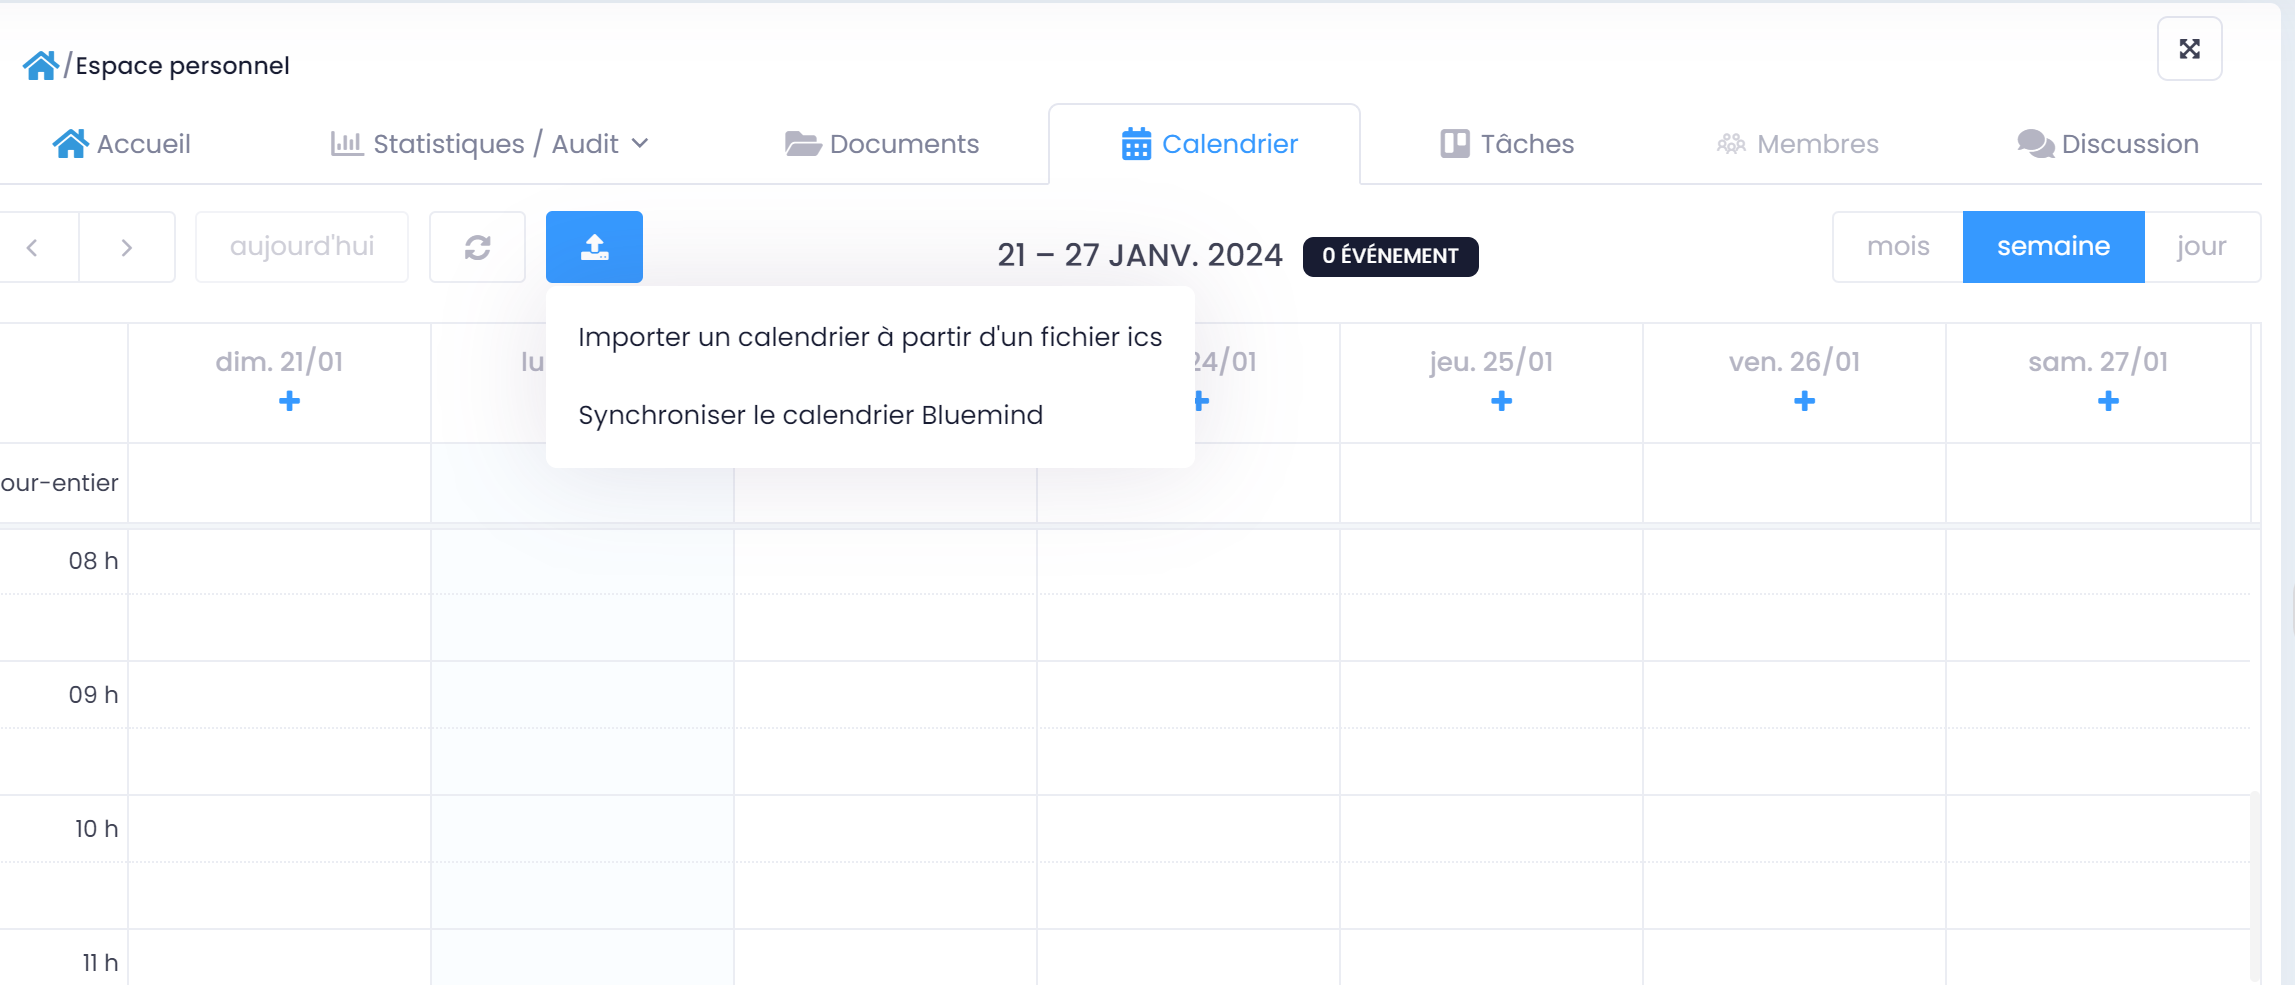 /Espace personnel
Accueil
Statistiques / Audit
Documents
Calendrier
Tâches
Membres
Discussion
aujourd'hui
21 – 27 JANV. 2024
0 ÉVÉNEMENT
mois
semaine
jour
Importer un calendrier à partir d'un fichier ics
Synchroniser le calendrier Bluemind
dim. 21/01
lu
24/01
jeu. 25/01
ven. 26/01
sam. 27/01
our-entier
08 h
09 h
10 h
11 h